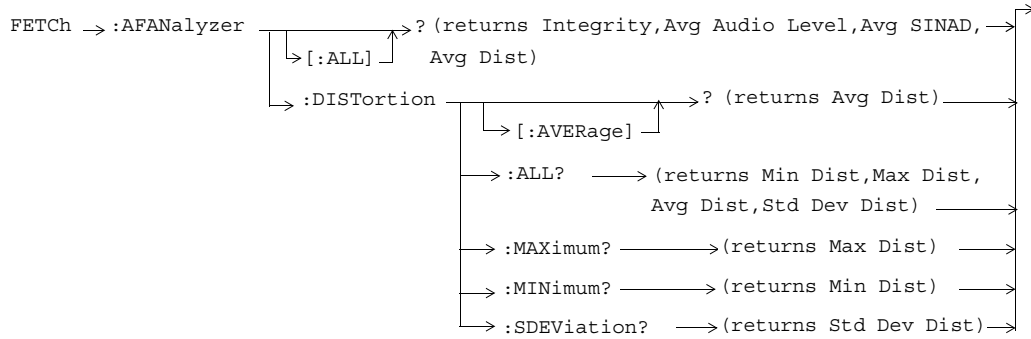 FETCh :AFANalyzer ? (returns Integrity,Avg Audio Level,Avg SINAD,
[:ALL] Avg Dist)
:DISTortion ? (returns Avg Dist)
[:AVERage]
:ALL? (returns Min Dist,Max Dist,
Avg Dist,Std Dev Dist)
:MAXimum? (returns Max Dist)
:MINimum? (returns Min Dist)
:SDEViation? (returns Std Dev Dist)